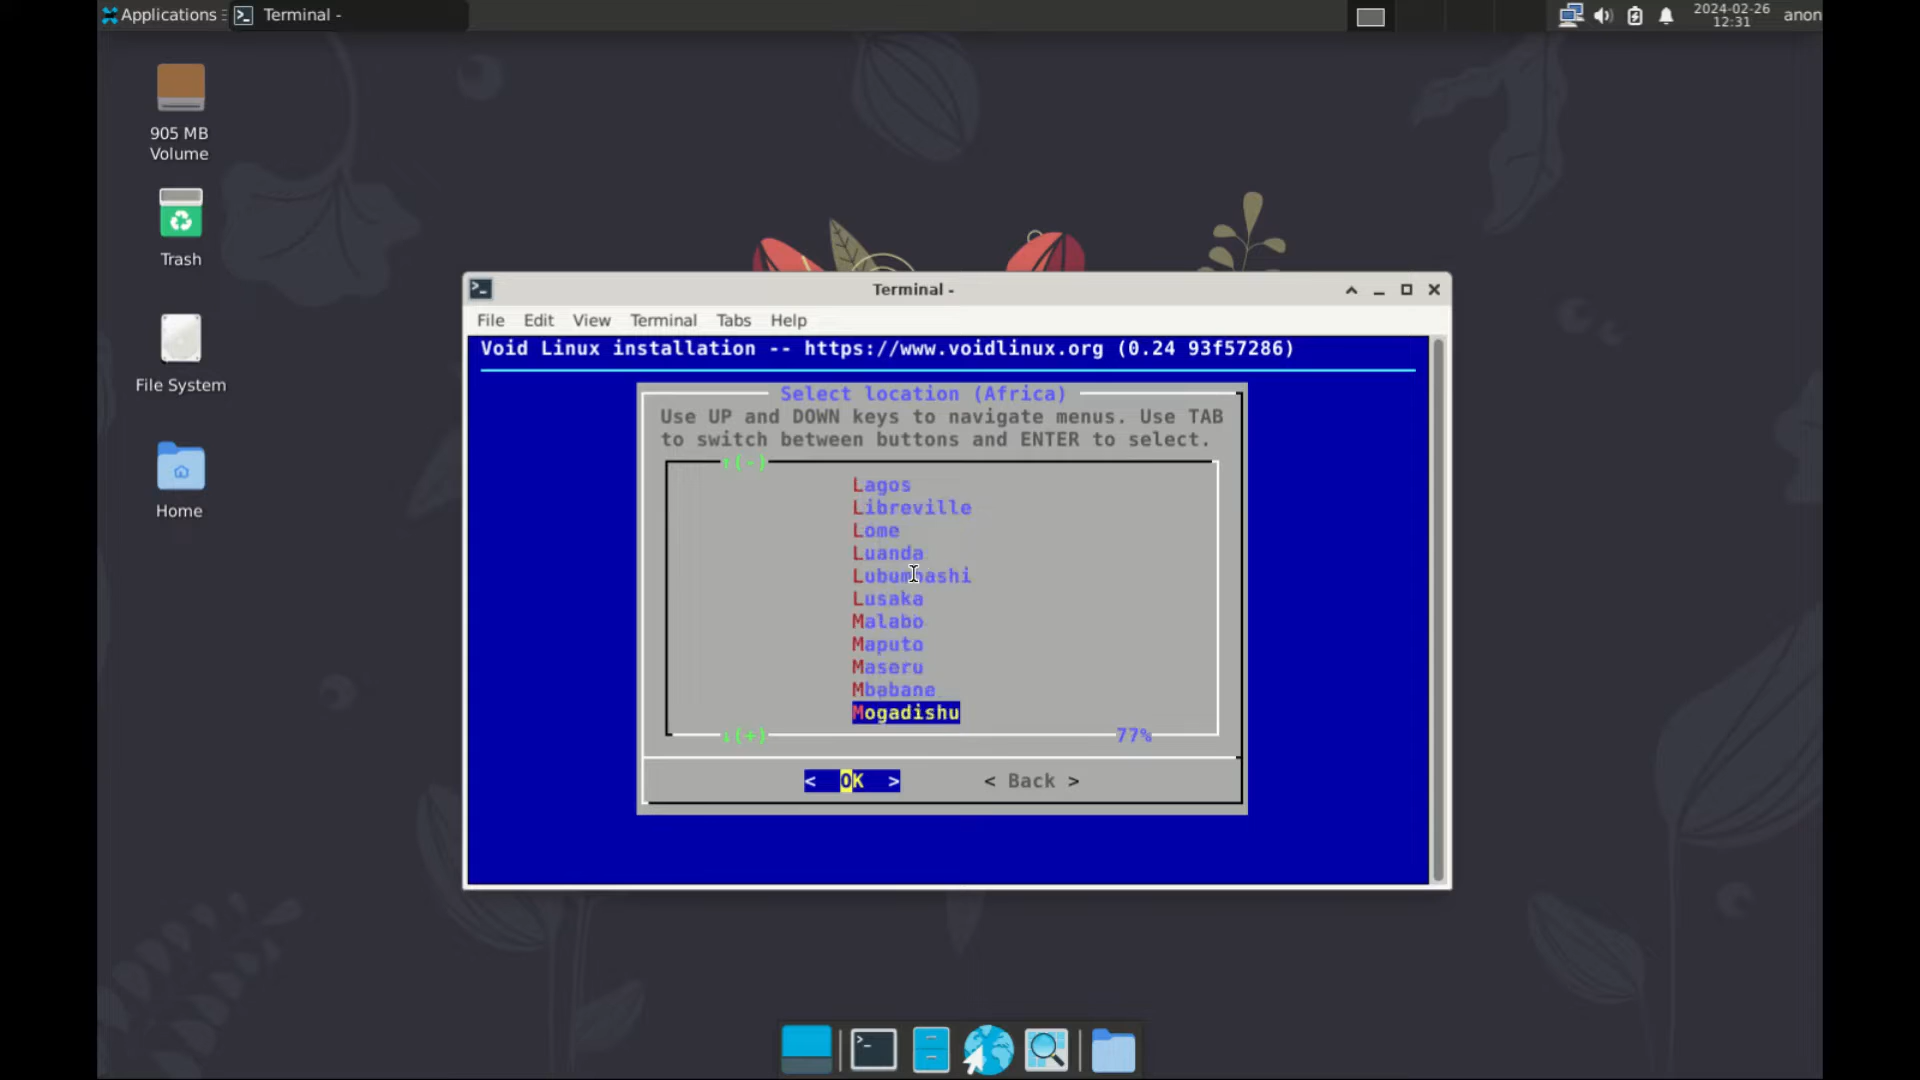 Applications
Terminal -
2024-02-26
12:31
anon
905 MB
Volume
Trash
File System
Home
Terminal -
File Edit View Terminal Tabs Help
Void Linux installation -- https://www.voidlinux.org (0.24 93f57286)
Select location (Africa)
Use UP and DOWN keys to navigate menus. Use TAB
to switch between buttons and ENTER to select.
↑(-)
Lagos
Libreville
Lome
Luanda
Lubumbashi
Lusaka
Malabo
Maputo
Maseru
Mbabane
Mogadishu
↓(+) 77%
< OK > < Back >